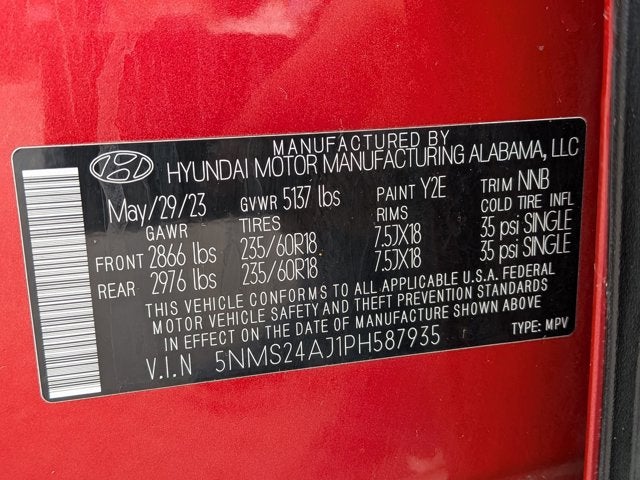 MANUFACTURED BY
HYUNDAI MOTOR MANUFACTURING ALABAMA, LLC
May/29/23 GVWR 5137 lbs PAINT Y2E TRIM NNB
GAWR TIRES RIMS COLD TIRE INFL
FRONT 2866 lbs 235/60R18 7.5JX18 35 psi SINGLE
REAR 2976 lbs 235/60R18 7.5JX18 35 psi SINGLE
THIS VEHICLE CONFORMS TO ALL APPLICABLE U.S.A. FEDERAL
MOTOR VEHICLE SAFETY AND THEFT PREVENTION STANDARDS
IN EFFECT ON THE DATE OF MANUFACTURE SHOWN ABOVE
V.I.N 5NMS24AJ1PH587935 TYPE: MPV